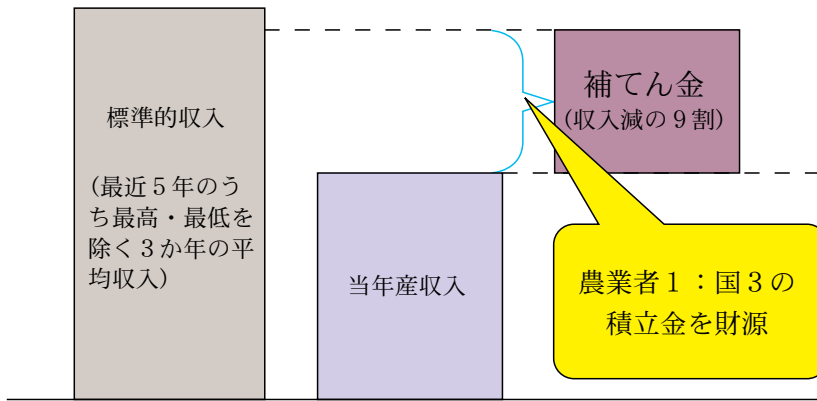 標準的収入
(最近５年のう
ち最高・最低を
除く３か年の平
均収入)
当年産収入
補てん金
(収入減の９割)
農業者１：国３の
積立金を財源